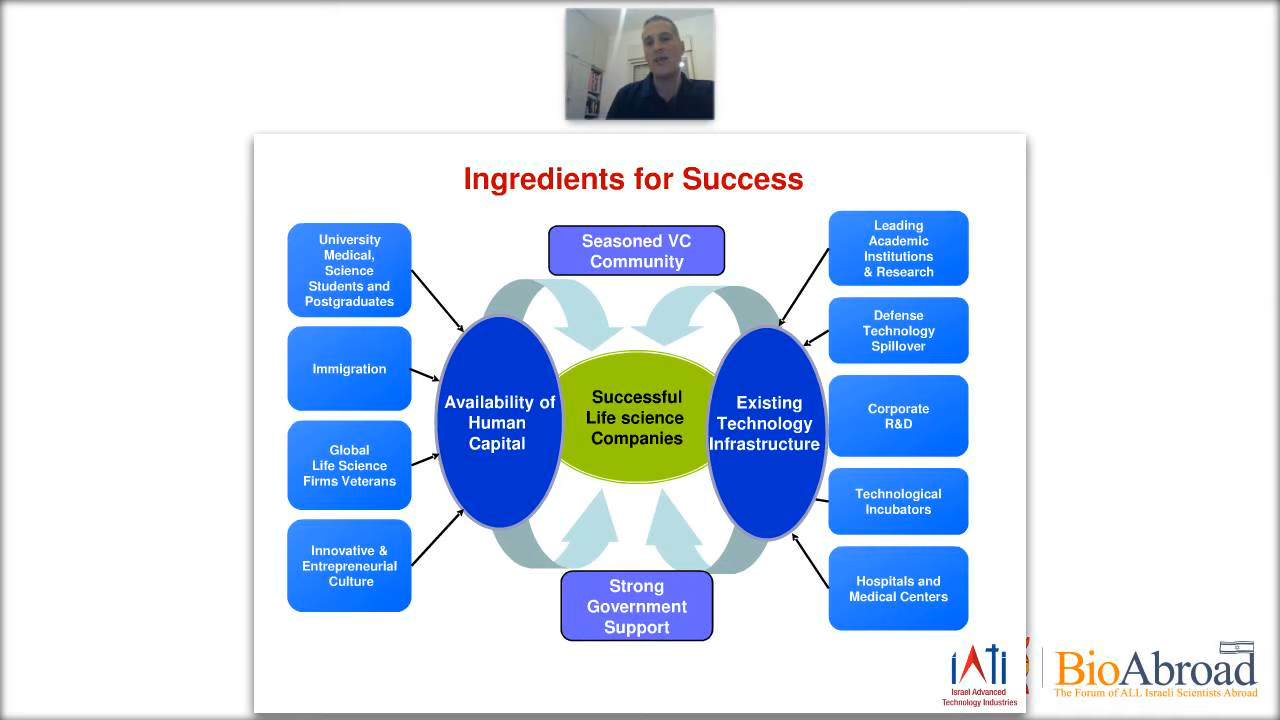 Ingredients for Success
University
Medical,
Science
Students and
Postgraduates
Immigration
Global
Life Science
Firms Veterans
Innovative &
Entrepreneurial
Culture
Availability of
Human
Capital
Seasoned VC
Community
Successful
Life science
Companies
Strong
Government
Support
Existing
Technology
Infrastructure
Leading
Academic
Institutions
& Research
Defense
Technology
Spillover
Corporate
R&D
Technological
Incubators
Hospitals and
Medical Centers
iATi
Israel Advanced
Technology Industries
BioAbroad
The Forum of ALL Israeli Scientists Abroad